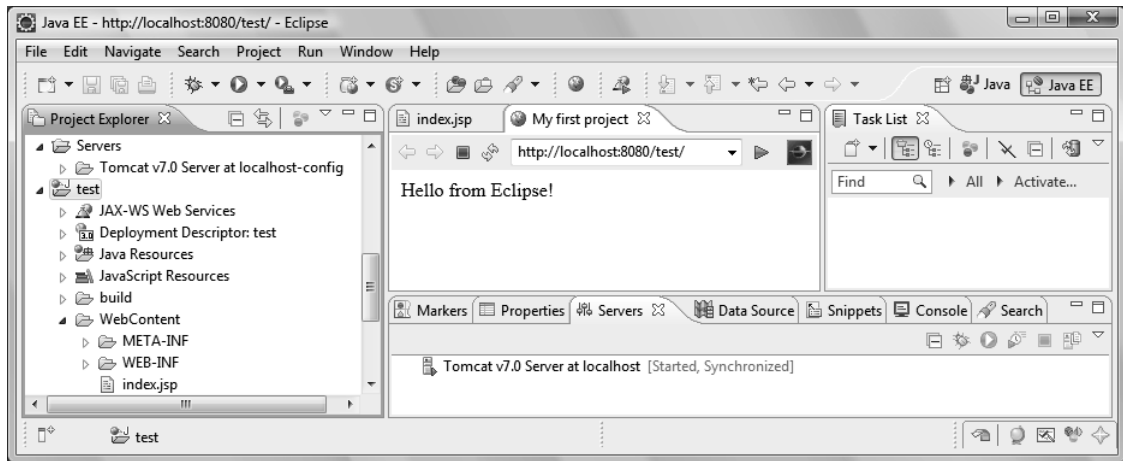 Java EE - http://localhost:8080/test/ - Eclipse
File Edit Navigate Search Project Run Window Help
Java Java EE
Project Explorer
Servers
Tomcat v7.0 Server at localhost-config
test
JAX-WS Web Services
3.0 Deployment Descriptor: test
Java Resources
JavaScript Resources
build
WebContent
META-INF
WEB-INF
index.jsp
index.jsp My first project
http://localhost:8080/test/
Hello from Eclipse!
Task List
Find All Activate...
Markers Properties Servers Data Source Snippets Console Search
Tomcat v7.0 Server at localhost [Started, Synchronized]
test